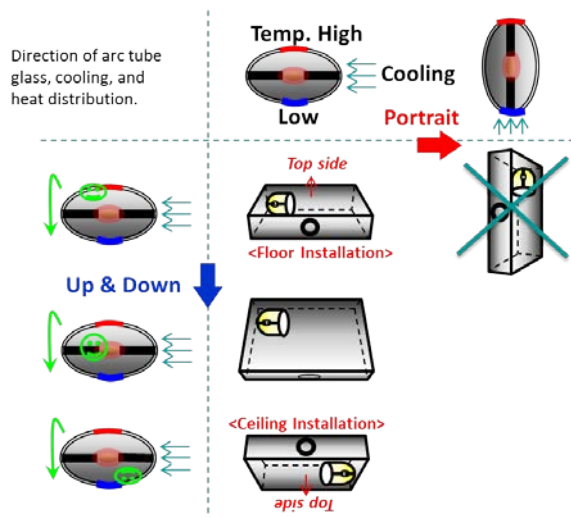 Direction of arc tube
glass, cooling, and
heat distribution.
Temp. High
Cooling
Low
Portrait
Top side
<Floor Installation>
Up & Down
<Ceiling Installation>
Top side